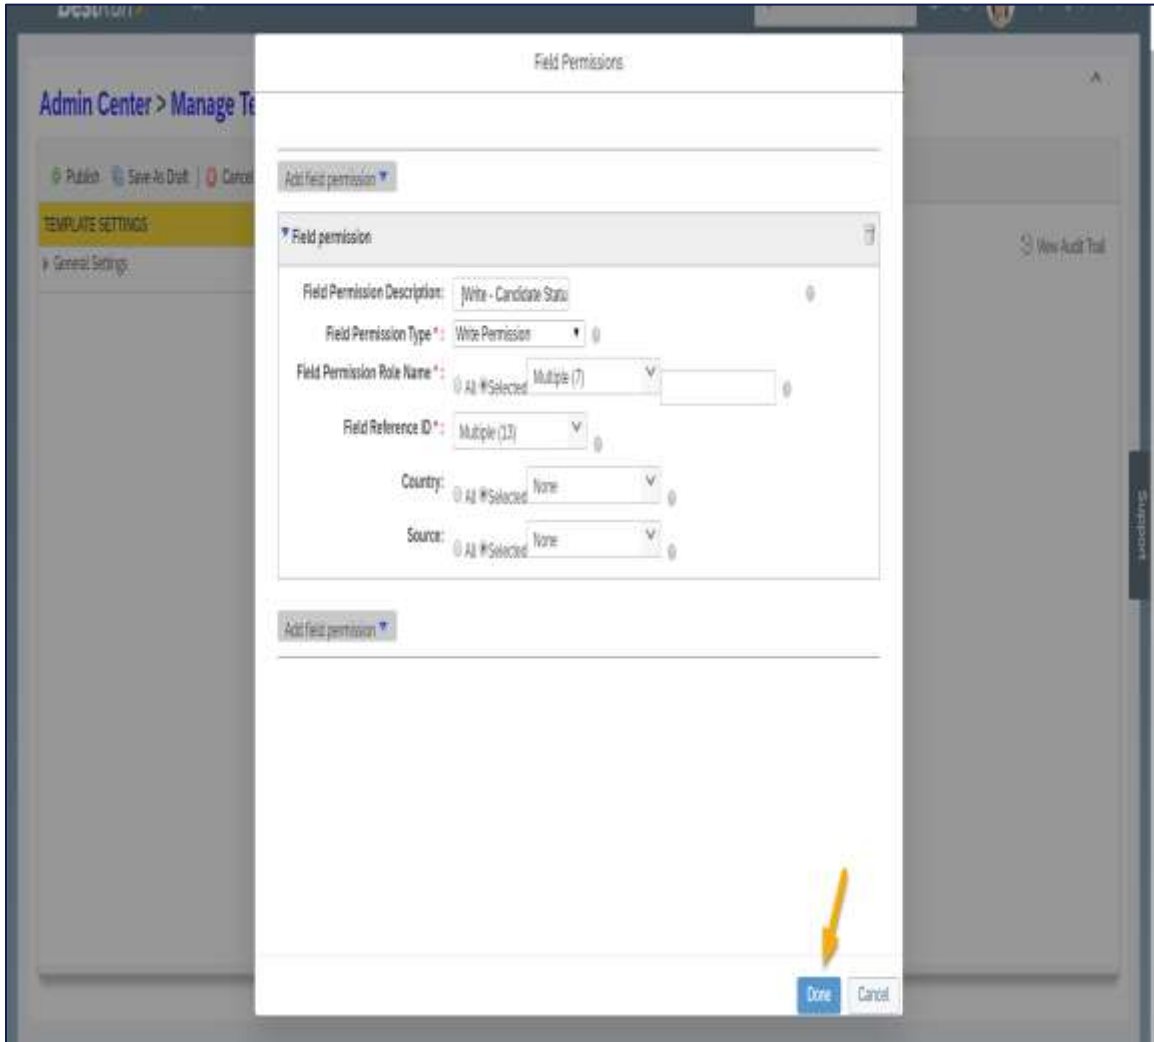 BestRun
Field Permissions
Admin Center > Manage Te
Publish Save As Draft | Cancel
Add field permission
TEMPLATE SETTINGS
Field permission
View Audit Trail
General Settings
Field Permission Description: Write - Candidate Statu
Field Permission Type*: Write Permission
Field Permission Role Name*: All Selected Multiple (7)
Field Reference ID*: Multiple (13)
Country: All Selected None
Support
Source: All Selected None
Add field permission
Done Cancel